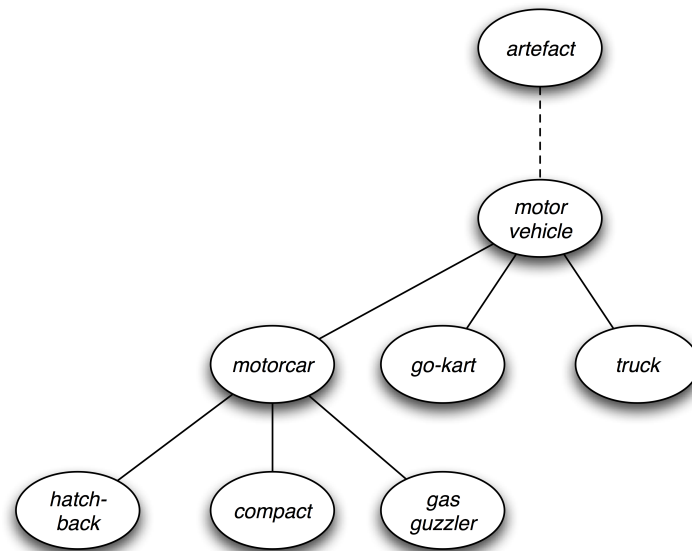 artefact
motor
vehicle
motorcar
go-kart
truck
hatch-
back
compact
gas
guzzler